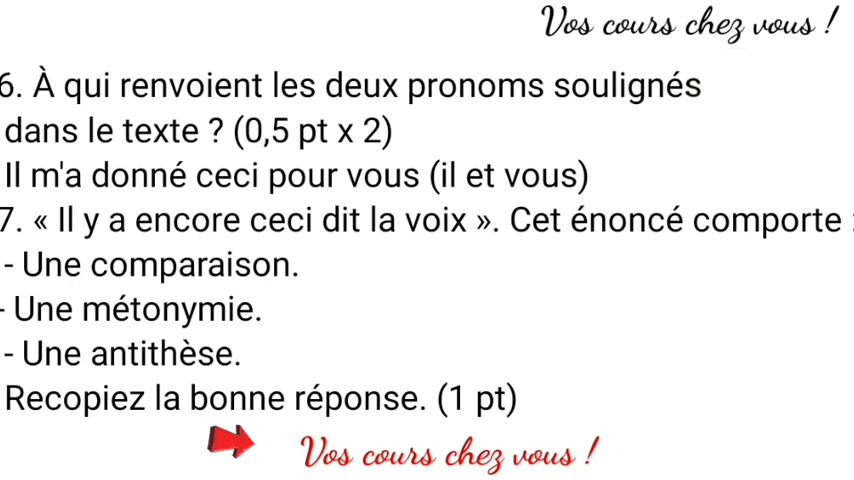 Vos cours chez vous !
6. À qui renvoient les deux pronoms soulignés
dans le texte ? (0,5 pt x 2)
Il m'a donné ceci pour vous (il et vous)
7. « Il y a encore ceci dit la voix ». Cet énoncé comporte :
- Une comparaison.
- Une métonymie.
- Une antithèse.
Recopiez la bonne réponse. (1 pt)
Vos cours chez vous !